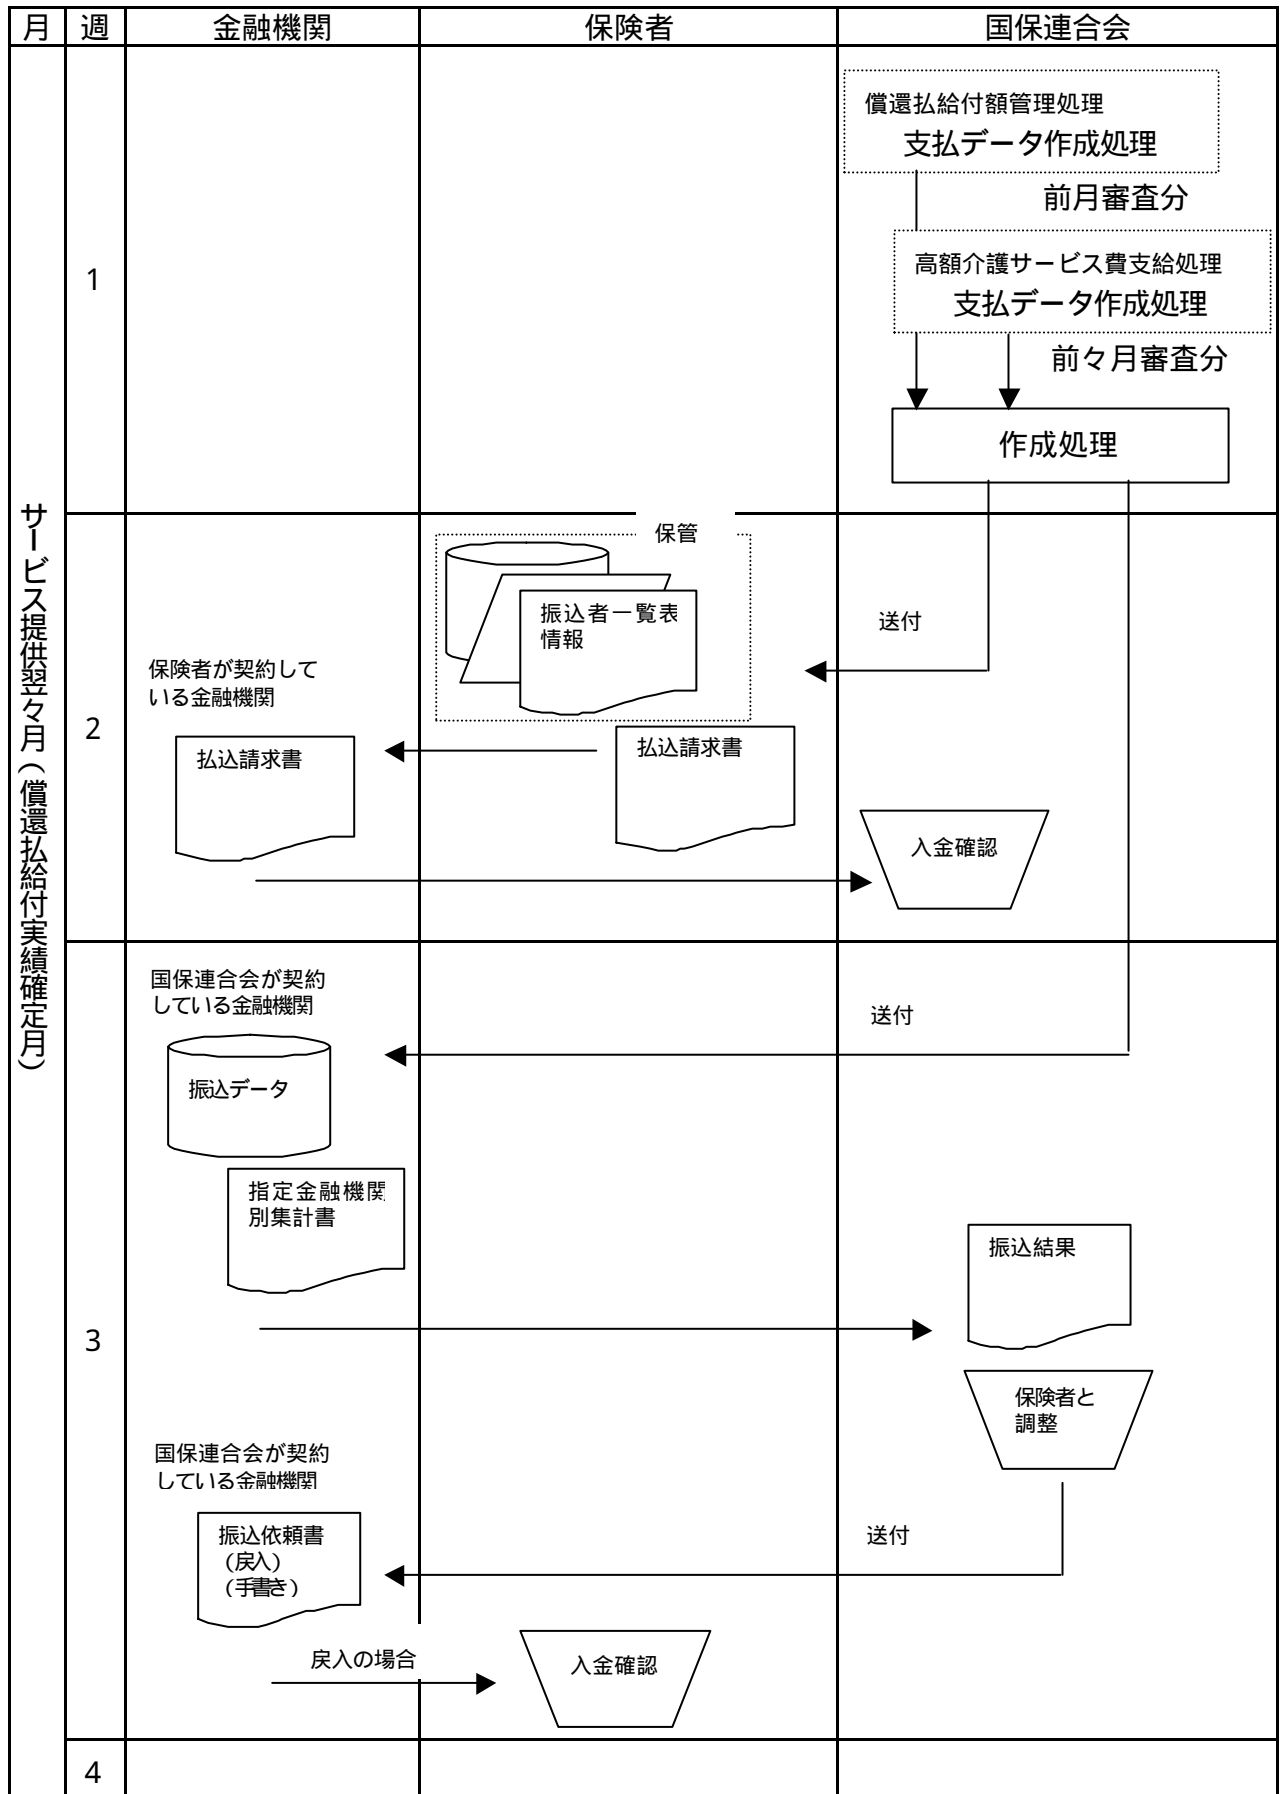 月
週
金融機関
保険者
国保連合会
サービス提供翌々月（償還払給付実績確定月）
1
償還払給付額管理処理
支払データ作成処理
前月審査分
高額介護サービス費支給処理
支払データ作成処理
前々月審査分
作成処理
2
保管
振込者一覧表
情報
送付
保険者が契約して
いる金融機関
払込請求書
払込請求書
入金確認
3
国保連合会が契約
している金融機関
送付
振込データ
指定金融機関
別集計書
振込結果
保険者と
調整
国保連合会が契約
している金融機関
振込依頼書
(戻入)
(手書き)
送付
戻入の場合
入金確認
4